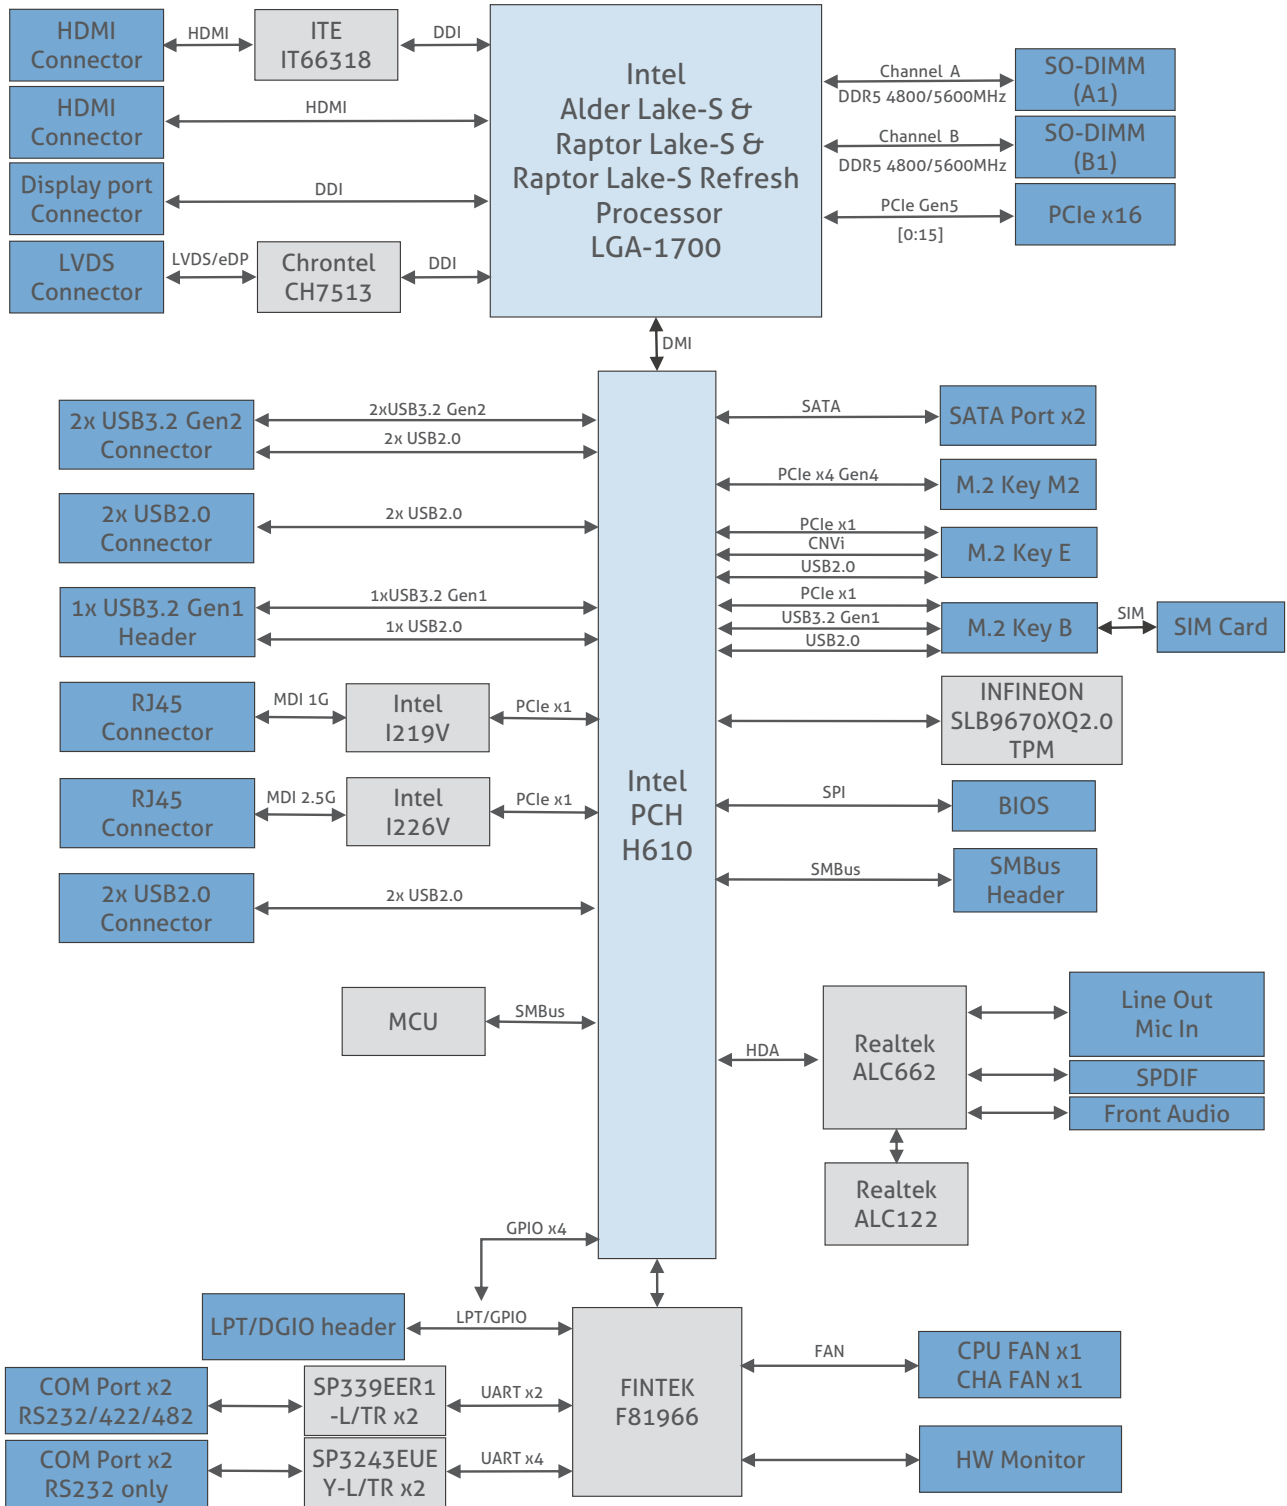 HDMI
Connector
HDMI
ITE
IT66318
DDI
HDMI
Connector
HDMI
Display port
Connector
DDI
LVDS
Connector
LVDS/eDP
Chrontel
CH7513
DDI
Intel
Alder Lake-S &
Raptor Lake-S &
Raptor Lake-S Refresh
Processor
LGA-1700
Channel A
DDR5 4800/5600MHz
SO-DIMM
(A1)
Channel B
DDR5 4800/5600MHz
SO-DIMM
(B1)
PCIe Gen5
[0:15]
PCIe x16
DMI
2x USB3.2 Gen2
Connector
2xUSB3.2 Gen2
2x USB2.0
2x USB2.0
Connector
2x USB2.0
1x USB3.2 Gen1
Header
1xUSB3.2 Gen1
1x USB2.0
RJ45
Connector
MDI 1G
Intel
I219V
PCIe x1
RJ45
Connector
MDI 2.5G
Intel
I226V
PCIe x1
2x USB2.0
Connector
2x USB2.0
MCU
SMBus
Intel
PCH
H610
SATA
SATA Port x2
PCIe x4 Gen4
M.2 Key M2
PCIe x1
CNVi
USB2.0
M.2 Key E
PCIe x1
USB3.2 Gen1
USB2.0
M.2 Key B
SIM
SIM Card
INFINEON
SLB9670XQ2.0
TPM
SPI
BIOS
SMBus
SMBus
Header
HDA
Realtek
ALC662
Line Out
Mic In
SPDIF
Front Audio
Realtek
ALC122
GPIO x4
LPT/DGIO header
LPT/GPIO
COM Port x2
RS232/422/482
SP339EER1
-L/TR x2
UART x2
COM Port x2
RS232 only
SP3243EUE
Y-L/TR x2
UART x4
FINTEK
F81966
FAN
CPU FAN x1
CHA FAN x1
HW Monitor